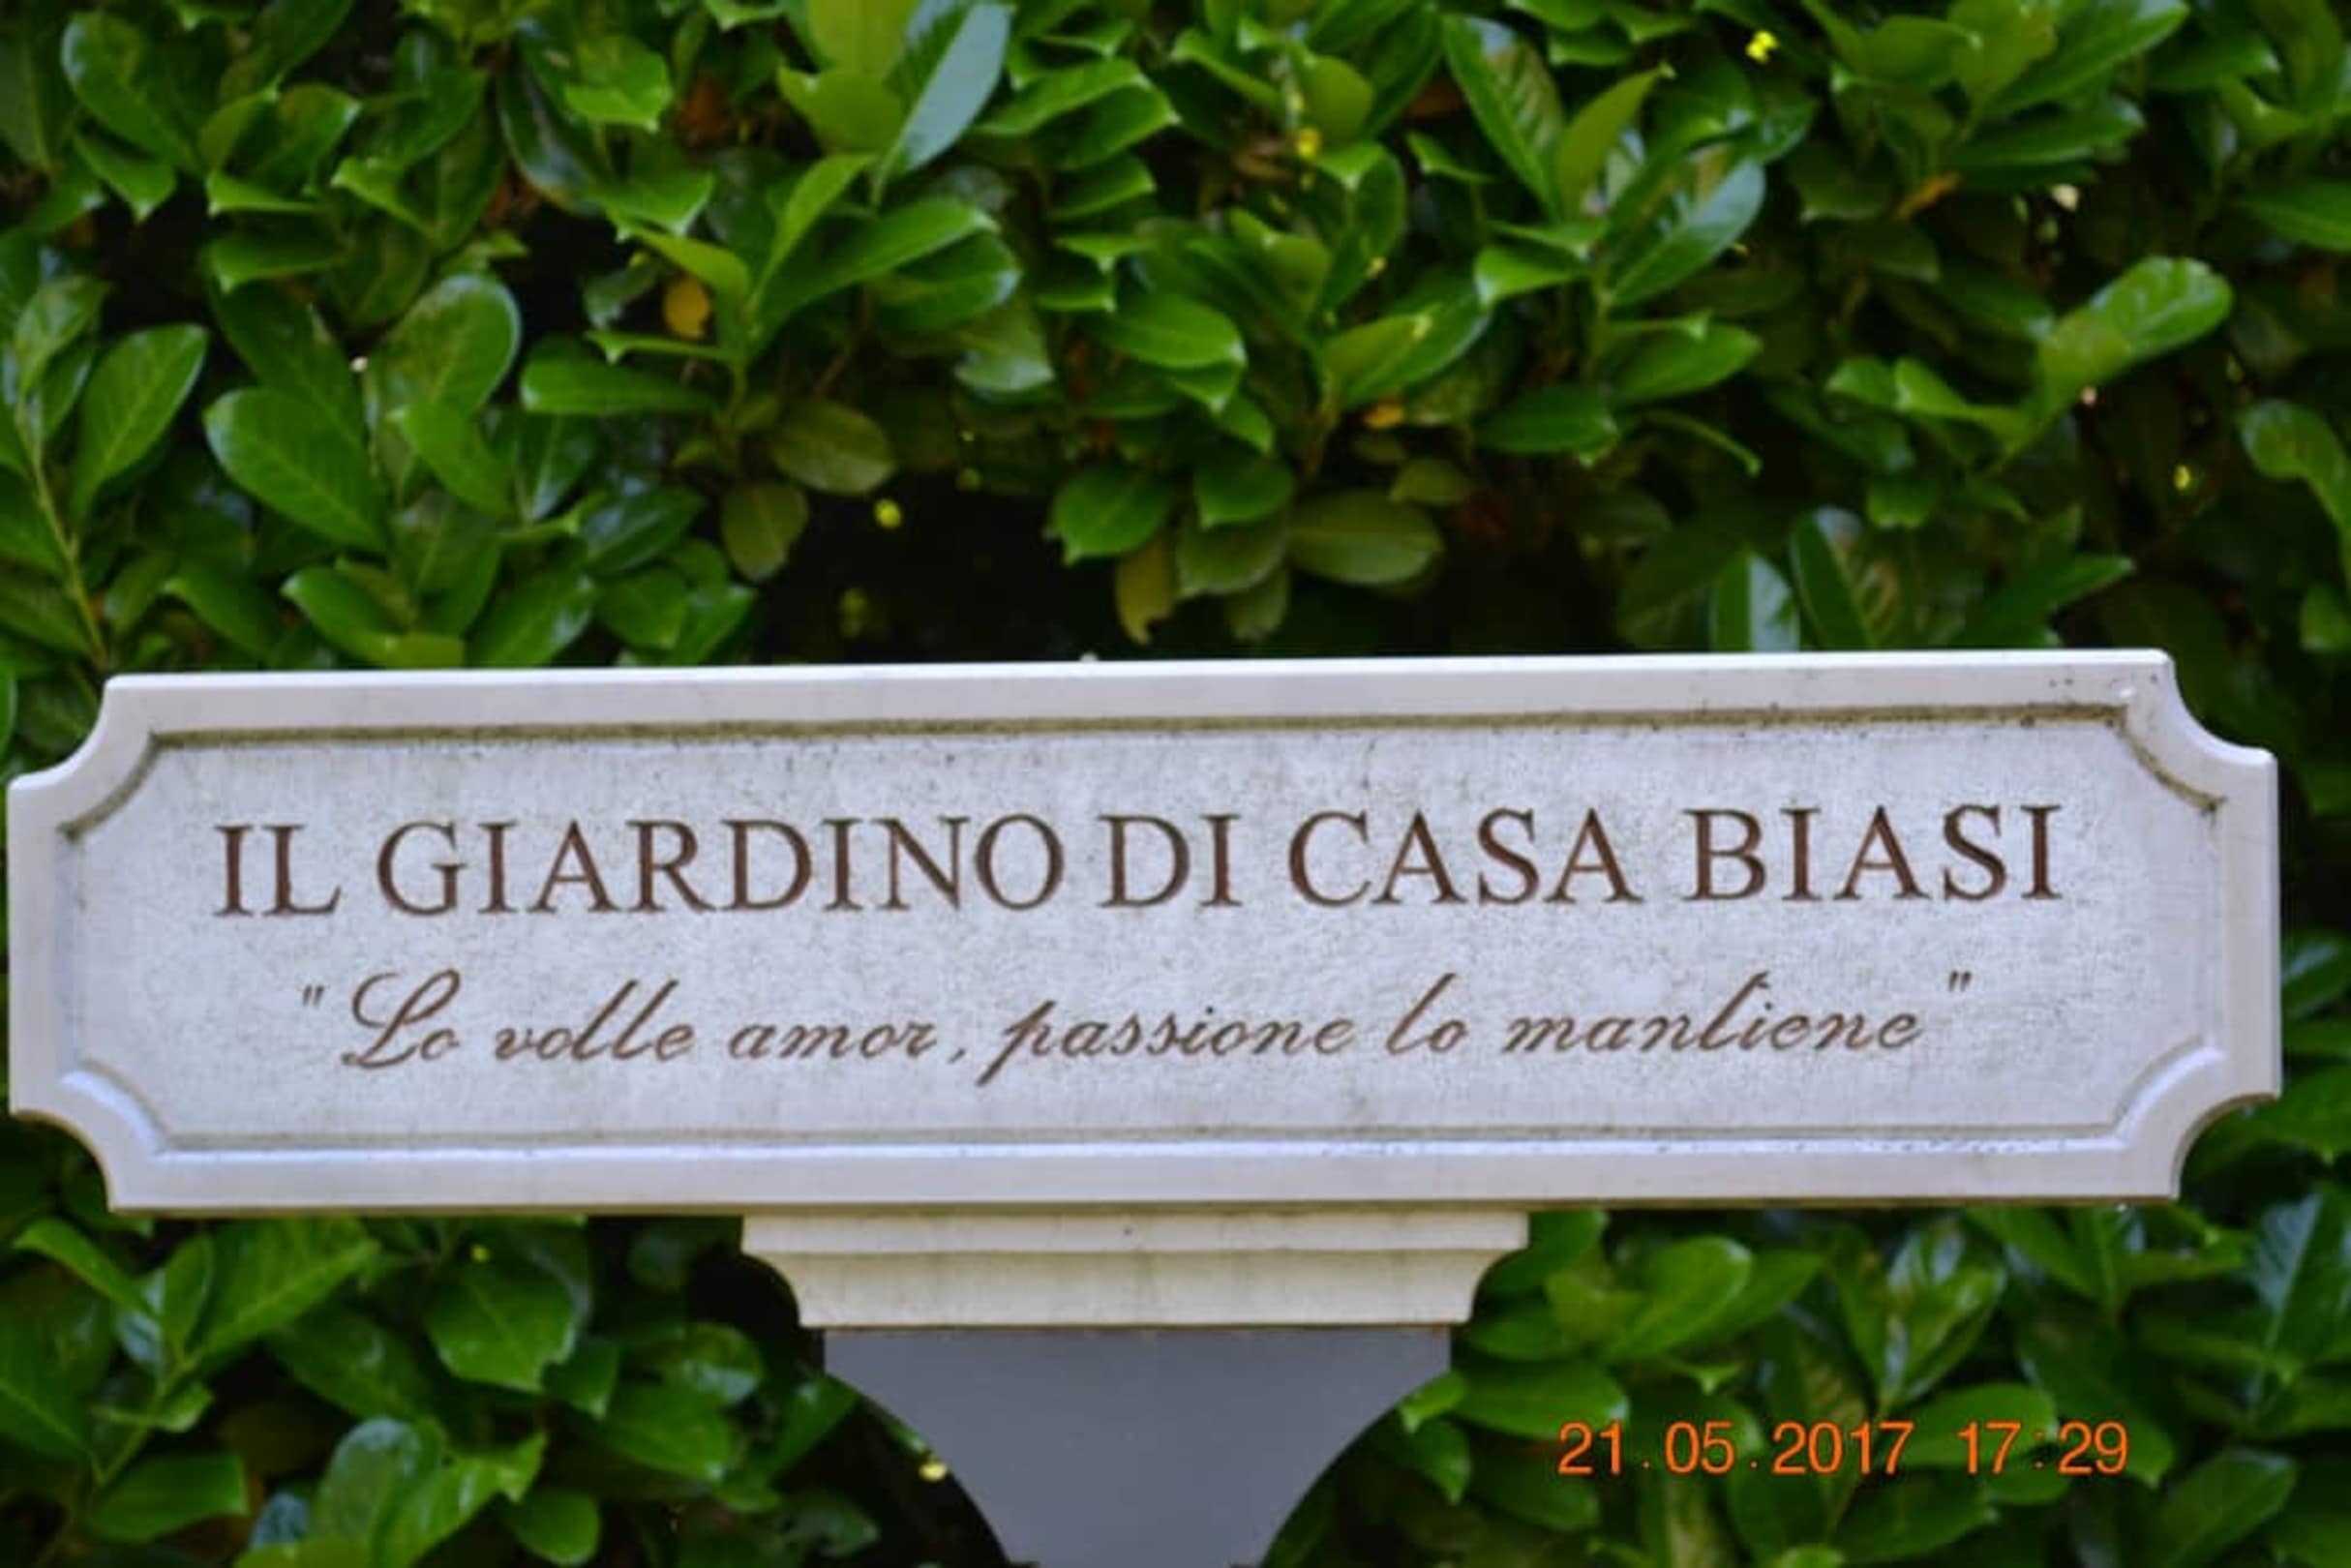 IL GIARDINO DI CASA BIASI
"Lo volle amor, passione lo mantiene"
21.05.2017 17:29